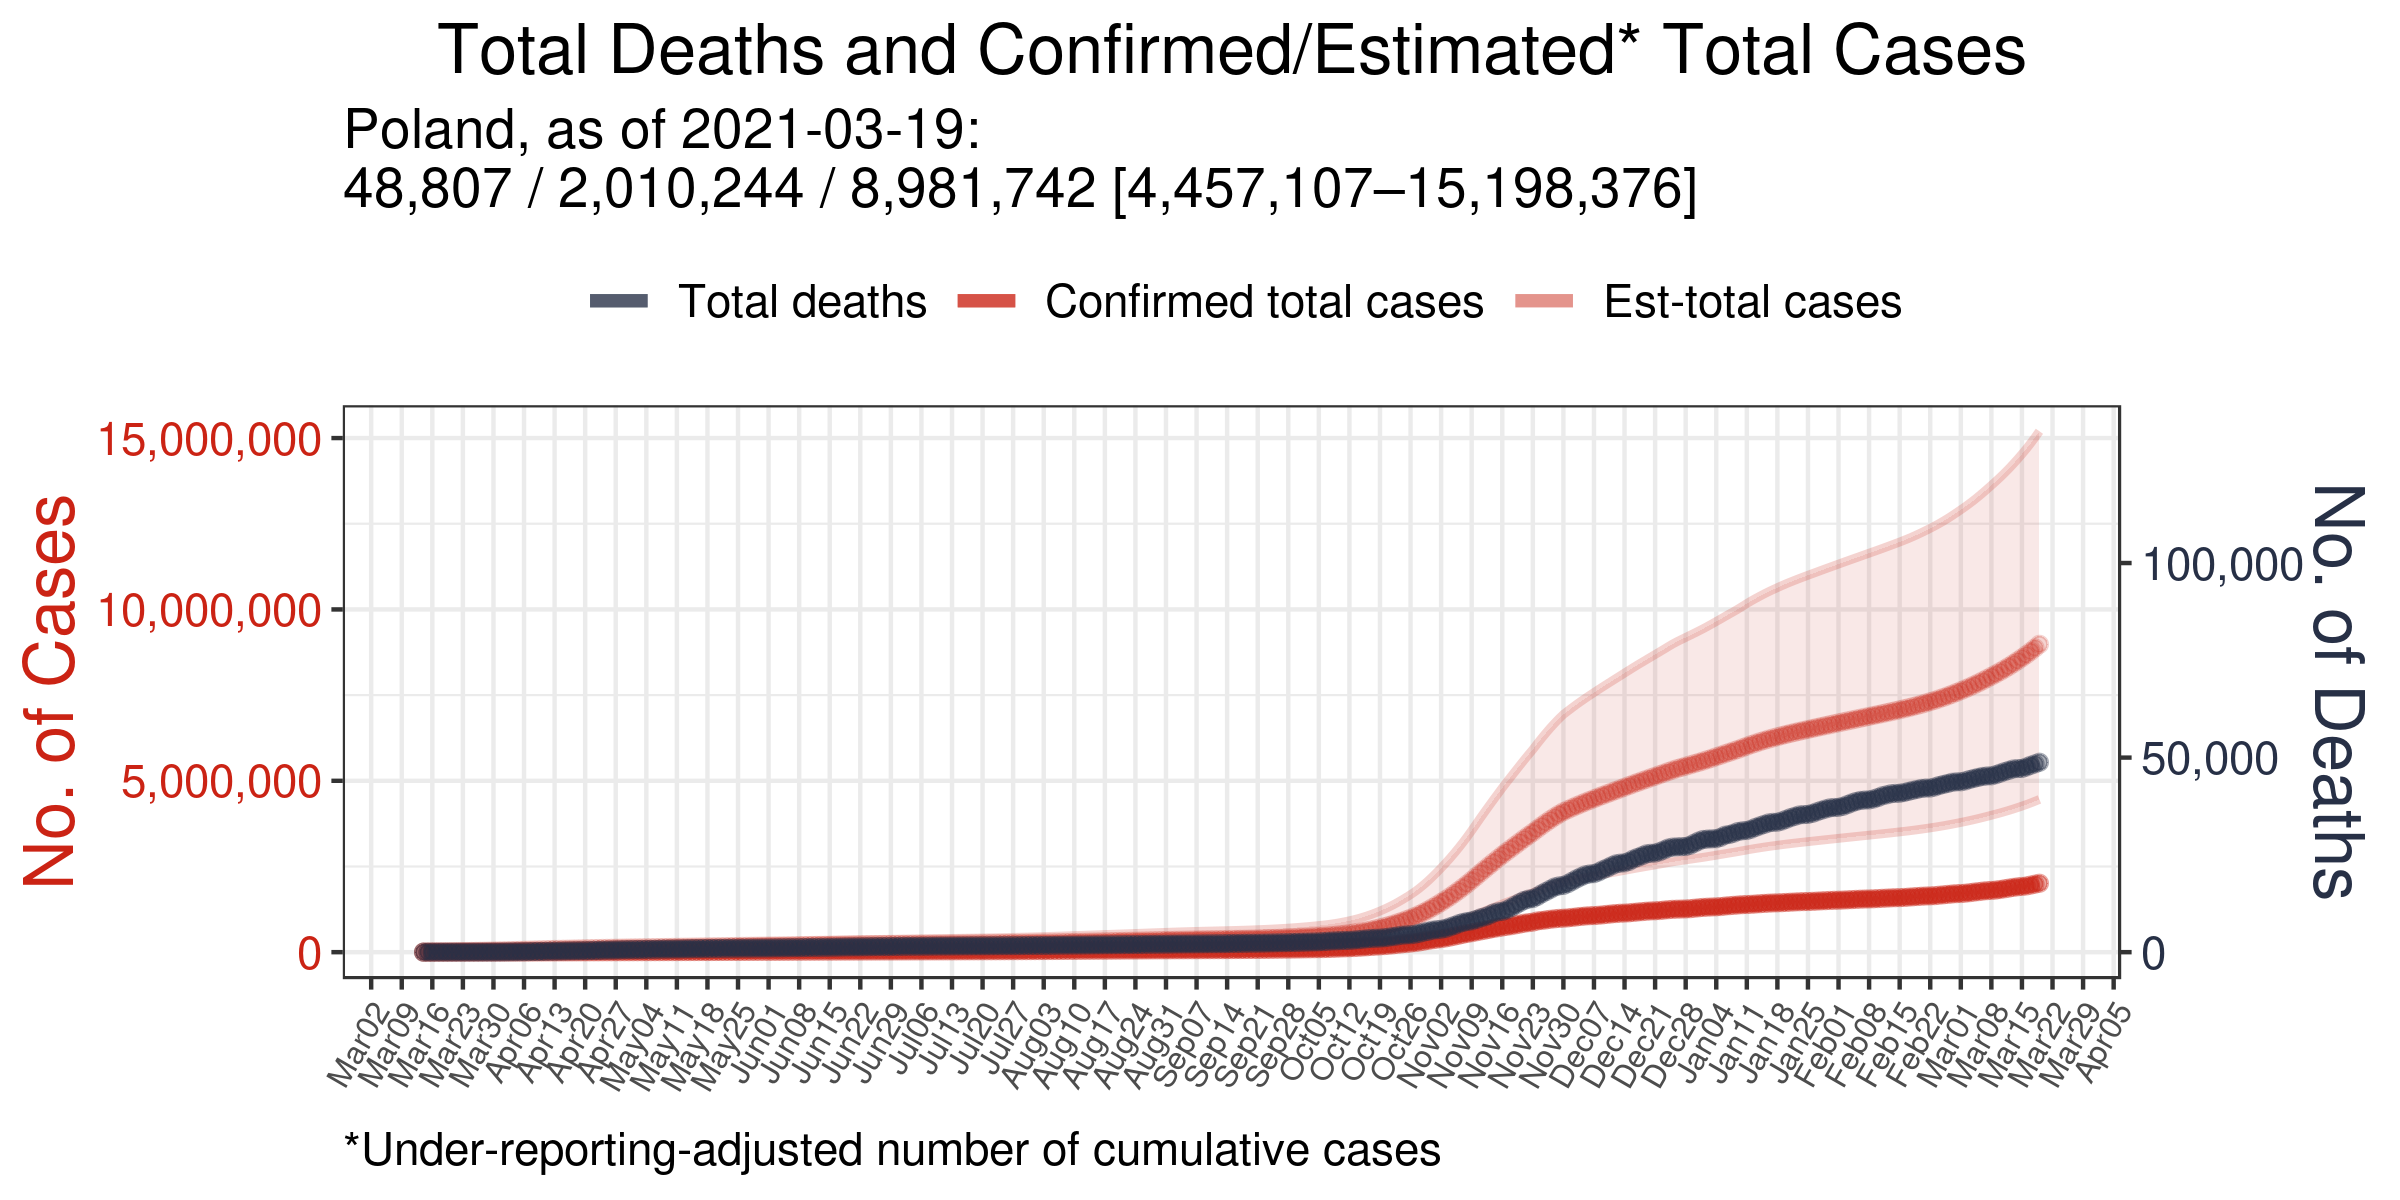 Total Deaths and Confirmed/Estimated* Total Cases
Poland, as of 2021-03-19:
48,807 / 2,010,244 / 8,981,742 [4,457,107–15,198,376]
Total deaths
Confirmed total cases
Est-total cases
No. of Cases
15,000,000
10,000,000
5,000,000
0
No. of Deaths
100,000
50,000
0
Mar02
Mar09
Mar16
Mar23
Mar30
Apr06
Apr13
Apr20
Apr27
May04
May11
May18
May25
Jun01
Jun08
Jun15
Jun22
Jun29
Jul06
Jul13
Jul20
Jul27
Aug03
Aug10
Aug17
Aug24
Aug31
Sep07
Sep14
Sep21
Sep28
Oct05
Oct12
Oct19
Oct26
Nov02
Nov09
Nov16
Nov23
Nov30
Dec07
Dec14
Dec21
Dec28
Jan04
Jan11
Jan18
Jan25
Feb01
Feb08
Feb15
Feb22
Mar01
Mar08
Mar15
Mar22
Mar29
Apr05
*Under-reporting-adjusted number of cumulative cases